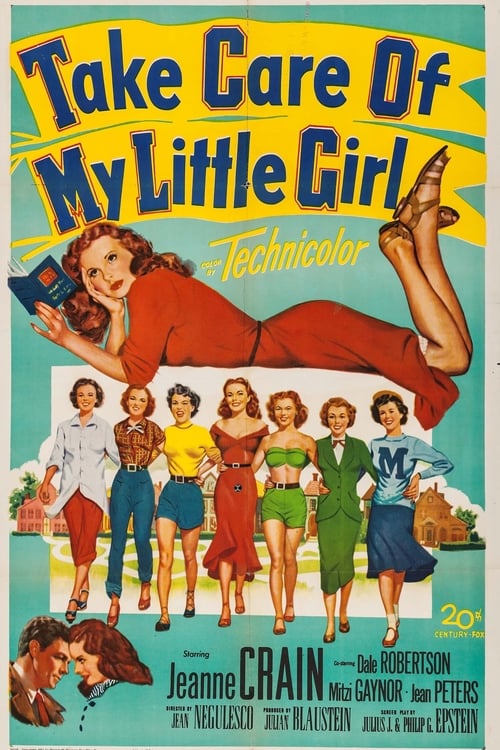 Take Care Of
My Little Girl
COLOR BY Technicolor
M
20th
CENTURY-FOX
Starring Jeanne CRAIN
Co-starring Dale ROBERTSON
Mitzi GAYNOR · Jean PETERS
DIRECTED BY JEAN NEGULESCO
PRODUCED BY JULIAN BLAUSTEIN
SCREEN PLAY BY JULIUS J. & PHILIP G. EPSTEIN